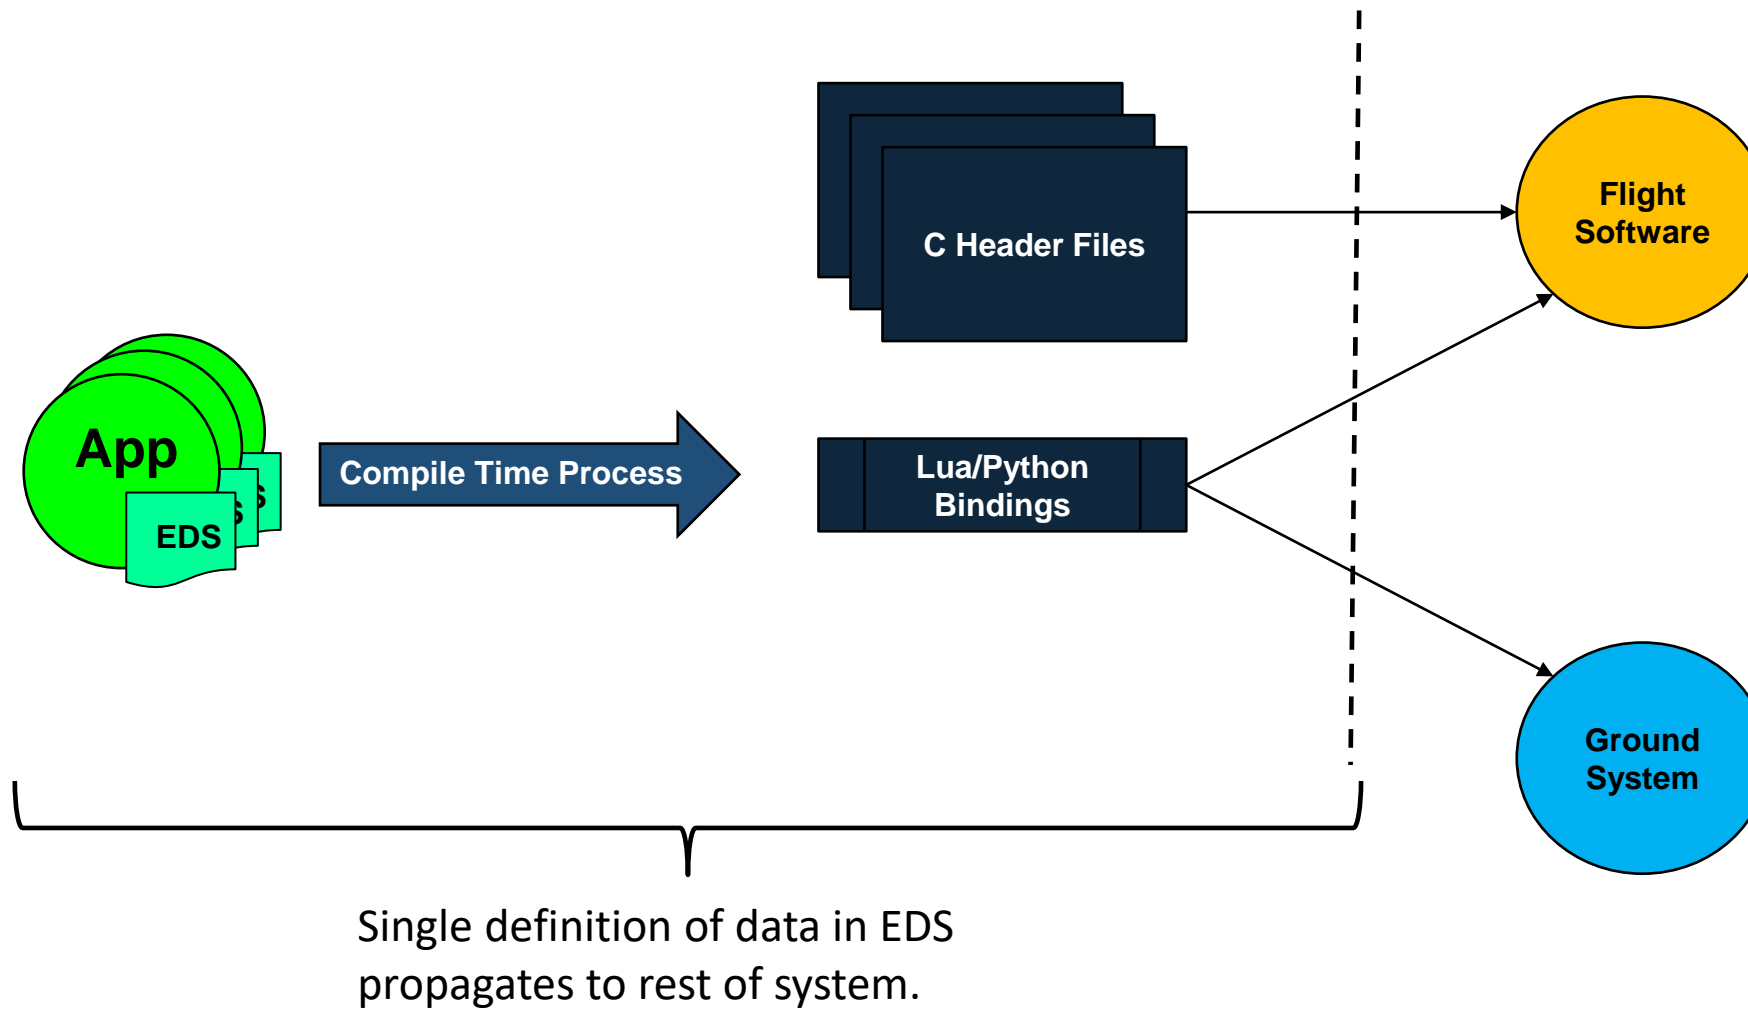 C Header Files
Flight
Software
App
EDS
S
S
Compile Time Process
Lua/Python
Bindings
Ground
System
Single definition of data in EDS
propagates to rest of system.